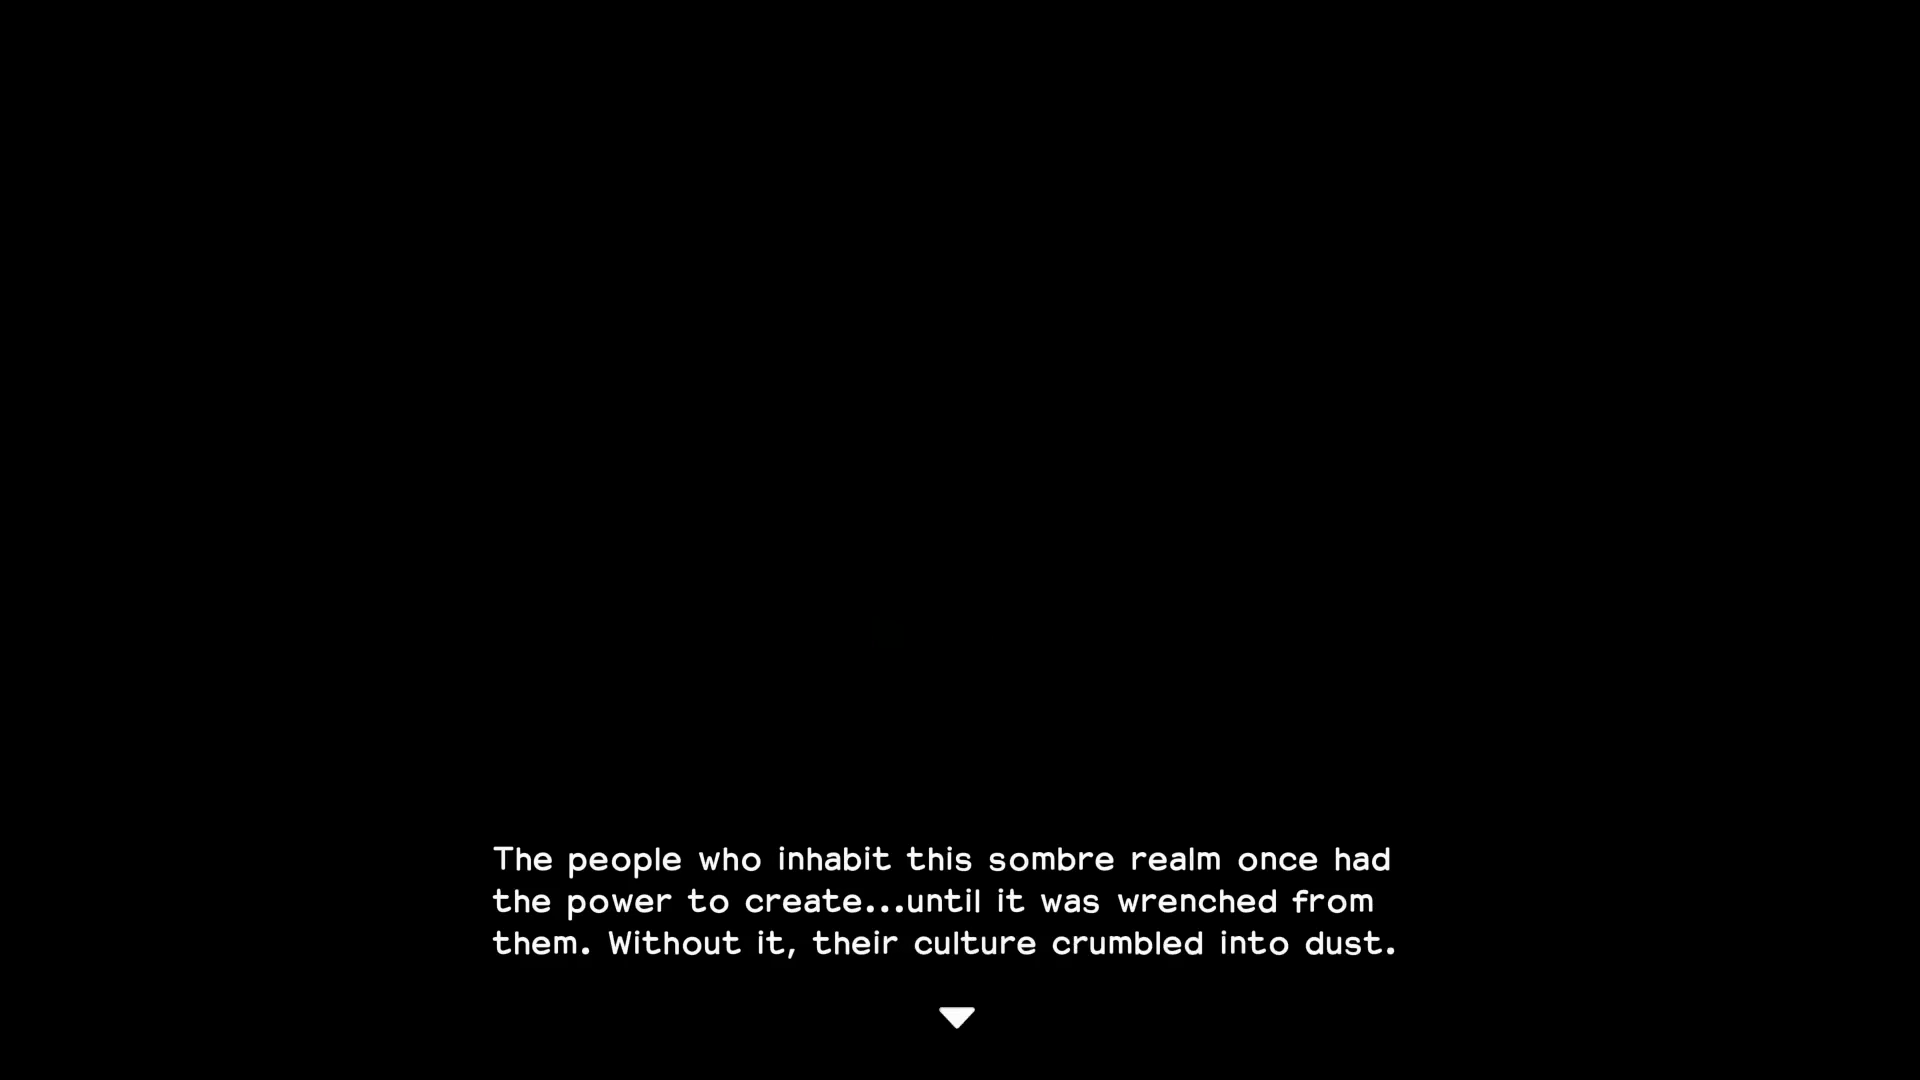 The people who inhabit this sombre realm once had
the power to create...until it was wrenched from
them. Without it, their culture crumbled into dust.